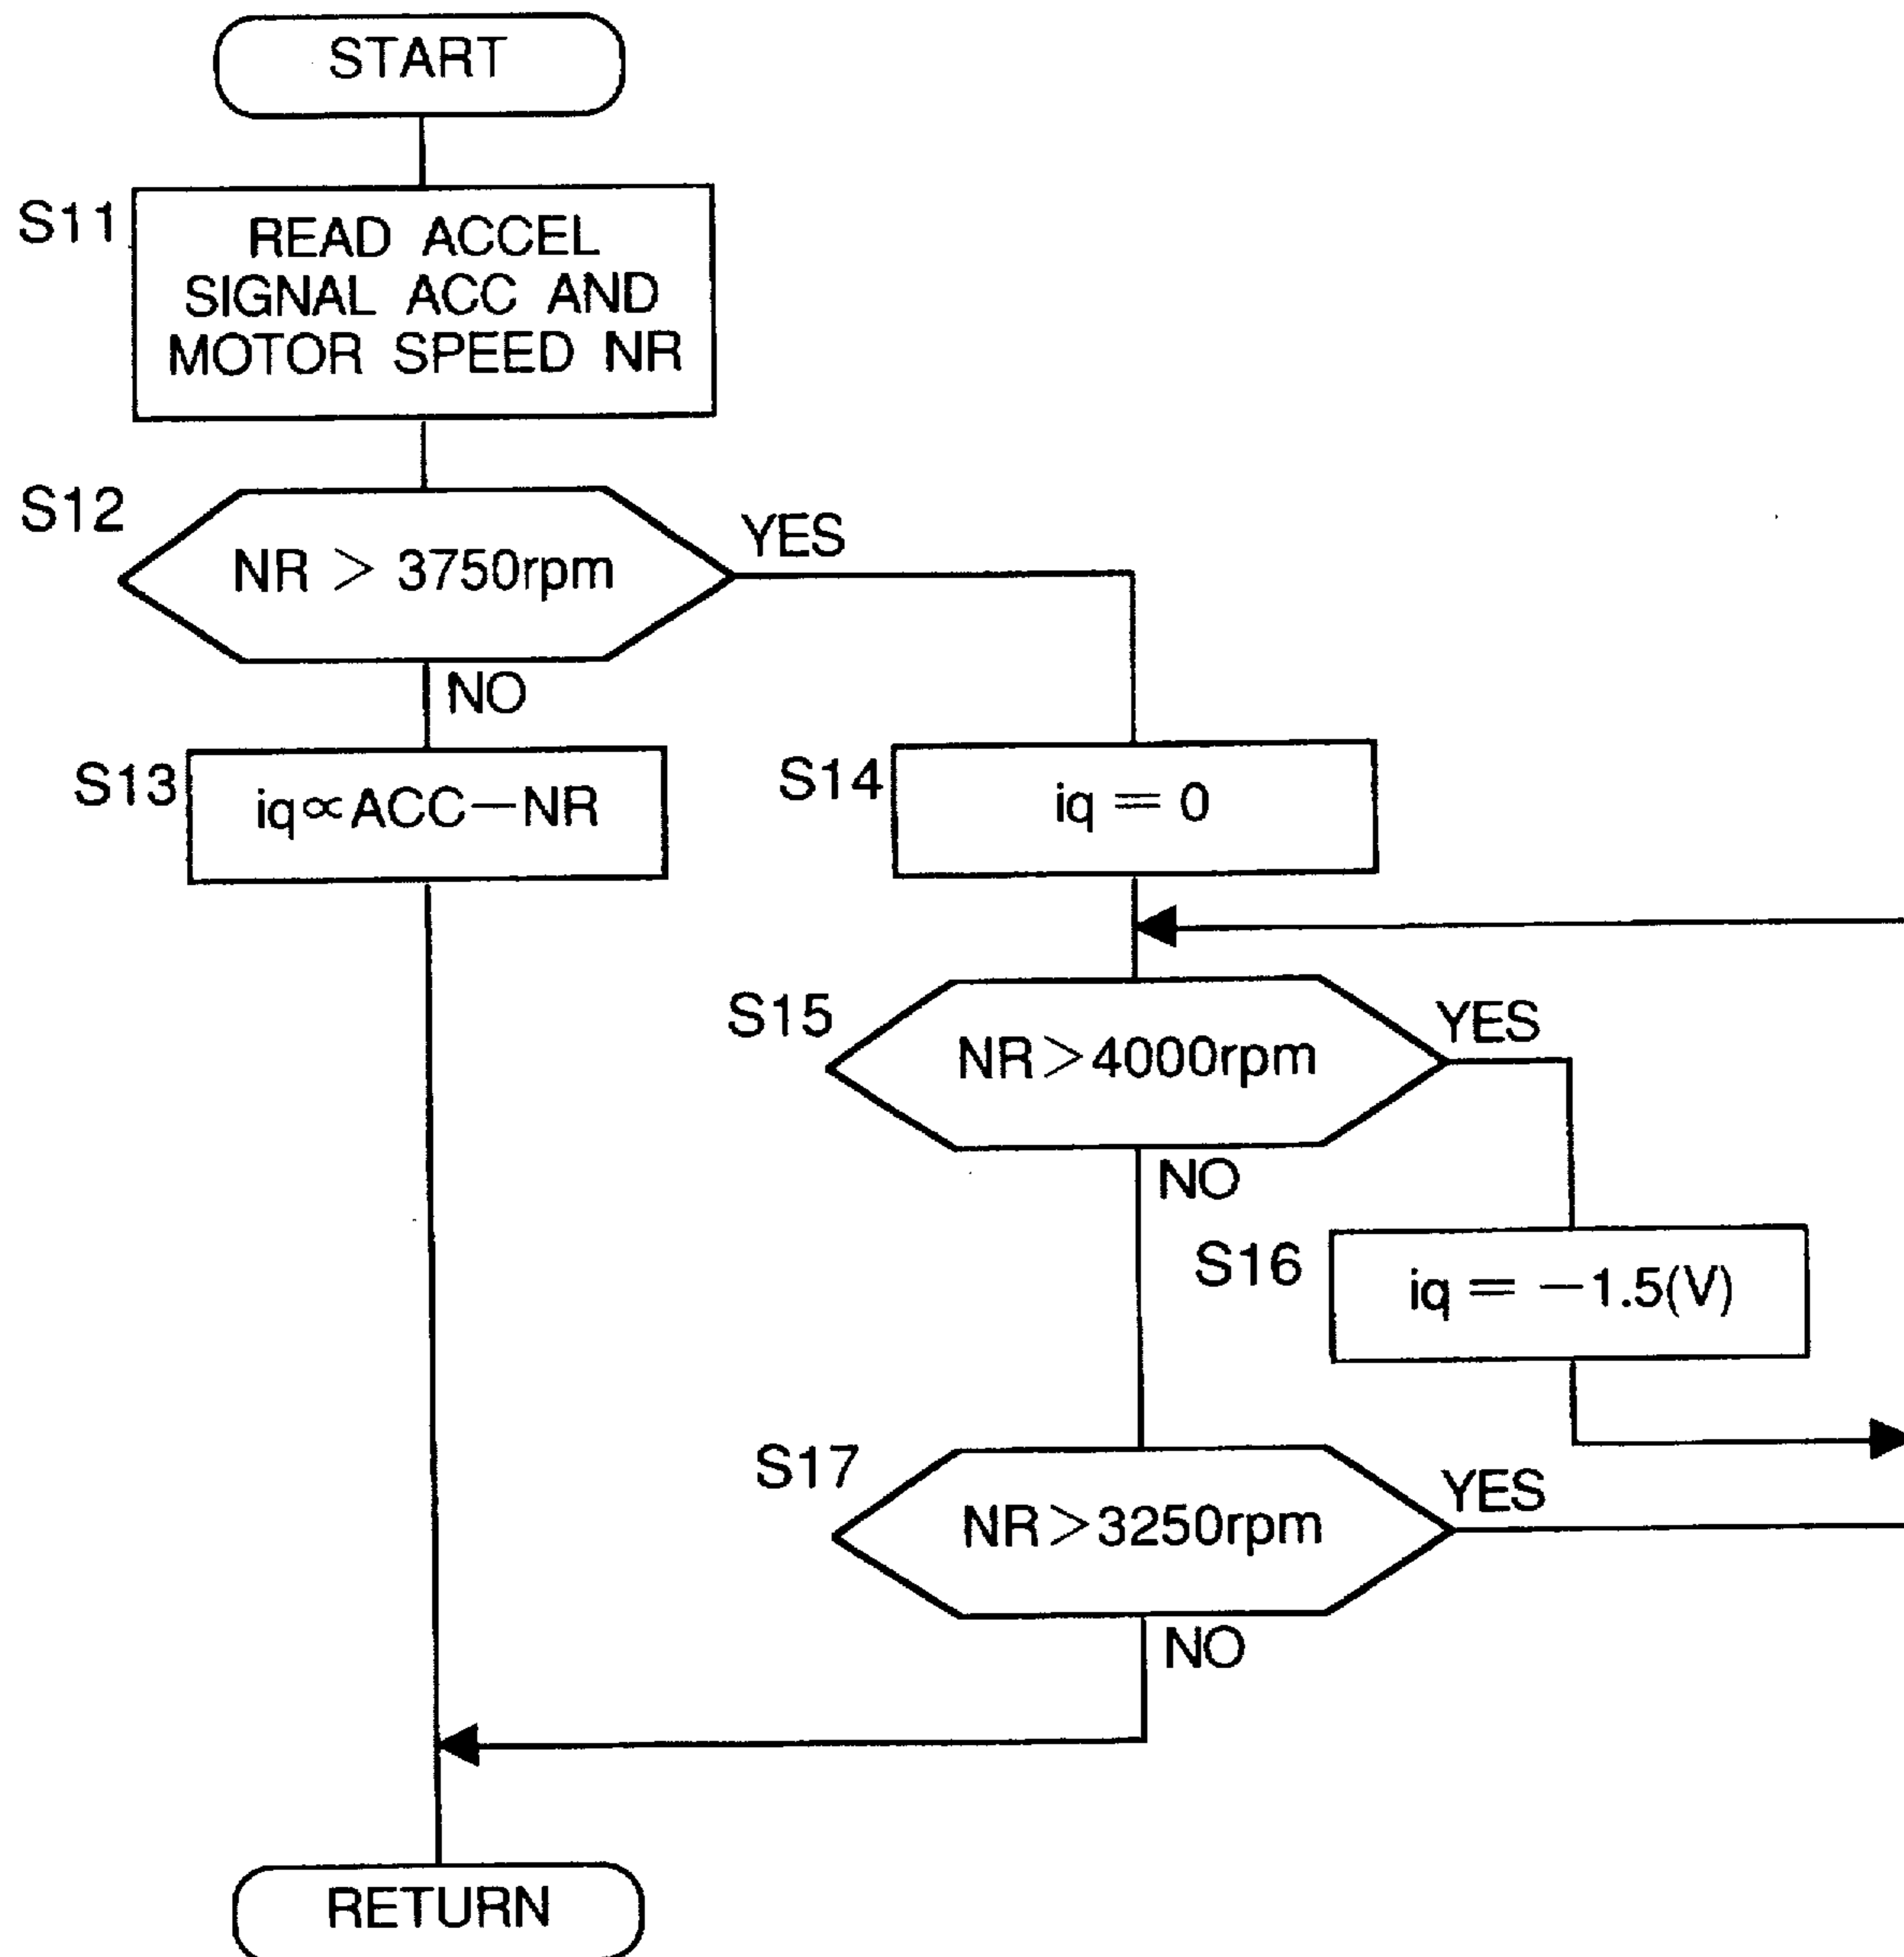 START
S11
READ ACCEL
SIGNAL ACC AND
MOTOR SPEED NR
S12
NR > 3750rpm
YES
NO
S13
iq∝ACC−NR
S14
iq = 0
S15
NR>4000rpm
YES
NO
S16
iq = −1.5(V)
S17
NR>3250rpm
YES
NO
RETURN